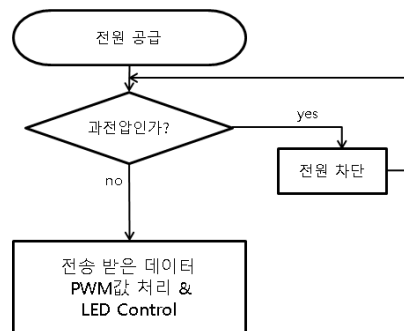 전원 공급
과전압인가?
yes
no
전원 차단
전송 받은 데이터
PWM값 처리 &
LED Control